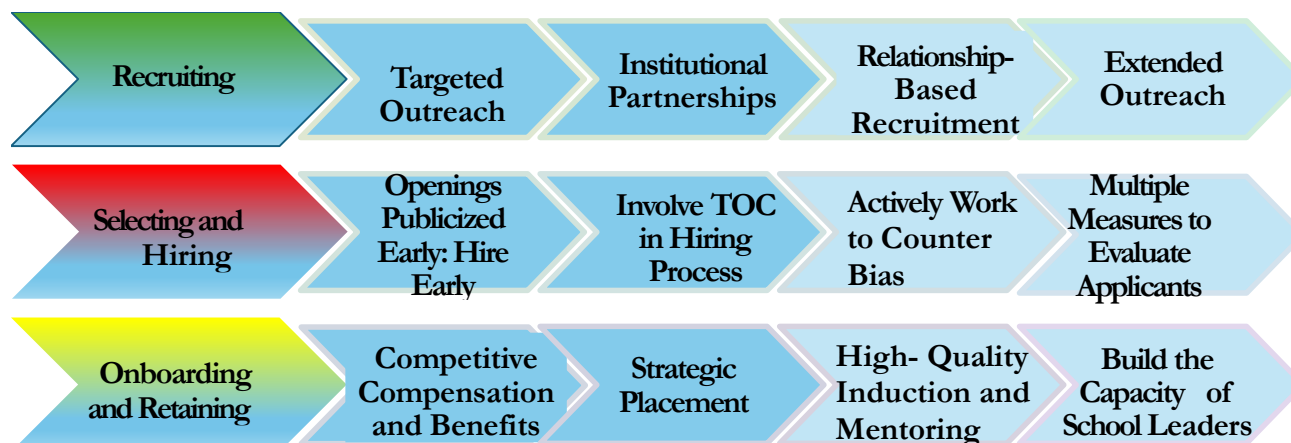 Recruiting
Targeted
Outreach
Institutional
Partnerships
Relationship-
Based
Recruitment
Extended
Outreach
Selecting and
Hiring
Openings
Publicized
Early: Hire
Early
Involve TOC
in Hiring
Process
Actively Work
to Counter
Bias
Multiple
Measures to
Evaluate
Applicants
Onboarding
and Retaining
Competitive
Compensation
and Benefits
Strategic
Placement
High- Quality
Induction and
Mentoring
Build the
Capacity of
School Leaders